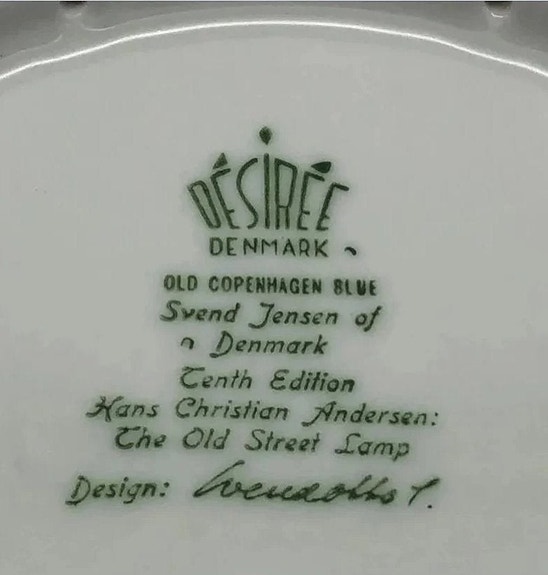 DÉSIRÉE
DENMARK
OLD COPENHAGEN BLUE
Svend Jensen of
Denmark
Tenth Edition
Hans Christian Andersen:
The Old Street Lamp
Design: